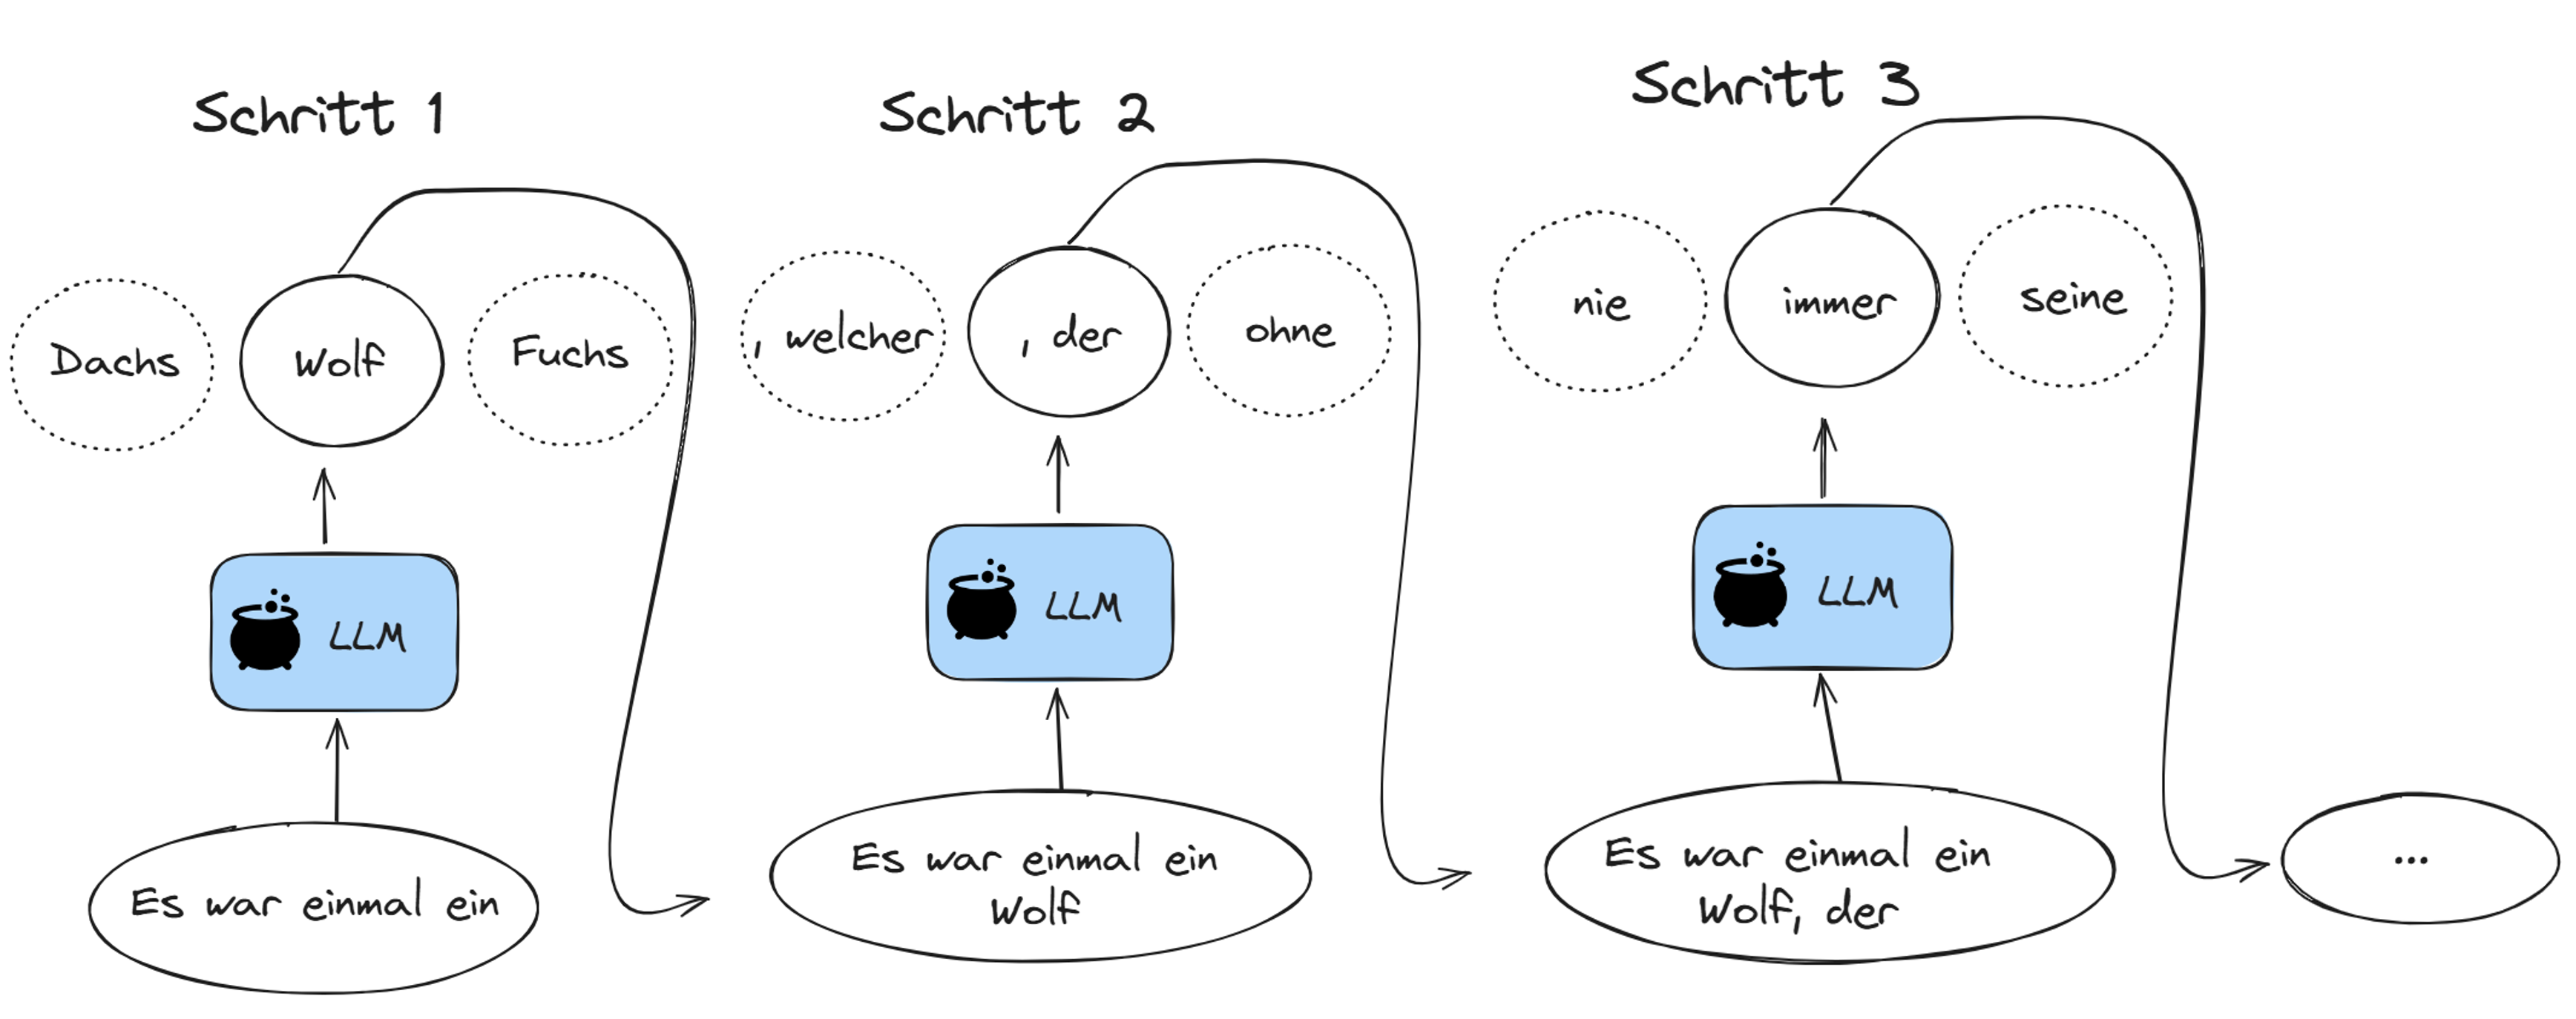 Schritt 1
Dachs
Wolf
Fuchs
LLM
Es war einmal ein
Schritt 2
, welcher
, der
ohne
LLM
Es war einmal ein
Wolf
Schritt 3
nie
immer
seine
LLM
Es war einmal ein
Wolf, der
...